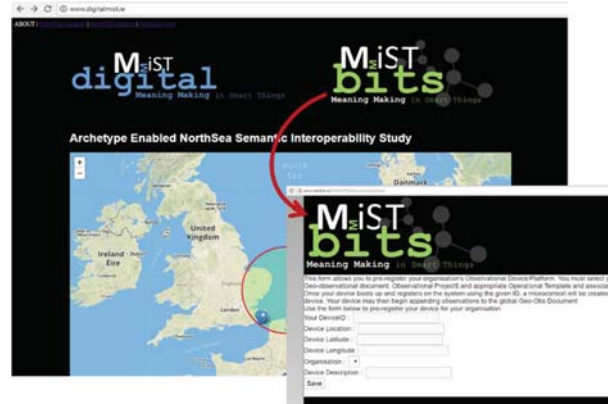 www.digitalmist.ie
ABOUT |
MiST
digital
Meaning Making in Smart Things
MiST
bits
Meaning Making in Smart Things
Archetype Enabled NorthSea Semantic Interoperability Study
+
-
North
Sea
Danmark
United
Kingdom
Ireland -
Éire
England
London
MiST
bits
Meaning Making in Smart Things
This form allows you to pre-register your organisation's Observational Device/Platform. You must select y
Geo-observational document, Observational Project$ and appropriate Operational Template and associa
Once your device boots up and registers on the system using the given ID, a microcontent will be create
device. Your device may then begin appending observations to the global Geo-Obs Document
Use the form below to pre-register your device for your organisation
Your DeviceID :
Device Location :
Device Latitude :
Device Longitude :
Organisation :
Device Description :
Save